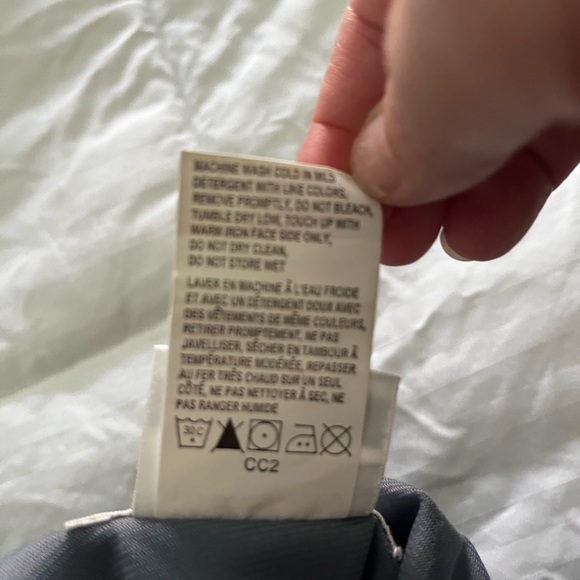 MACHINE WASH COLD IN MILD
DETERGENT WITH LIKE COLORS,
REMOVE PROMPTLY, DO NOT BLEACH,
TUMBLE DRY LOW, TOUCH UP WITH
WARM IRON FACE SIDE ONLY,
DO NOT DRY CLEAN,
DO NOT STORE WET
LAVER EN MACHINE À L'EAU FROIDE
ET AVEC UN DÉTERGENT DOUX AVEC
DES VÊTEMENTS DE MÊME COULEURS,
RETIRER PROMPTEMENT, NE PAS
JAVELLISER, SÉCHER EN TAMBOUR À
TEMPÉRATURE MODÉRÉE, REPASSER
AU FER TRÈS CHAUD SUR UN SEUL
CÔTÉ, NE PAS NETTOYER À SEC, NE
PAS RANGER HUMIDE
30 C
CC2